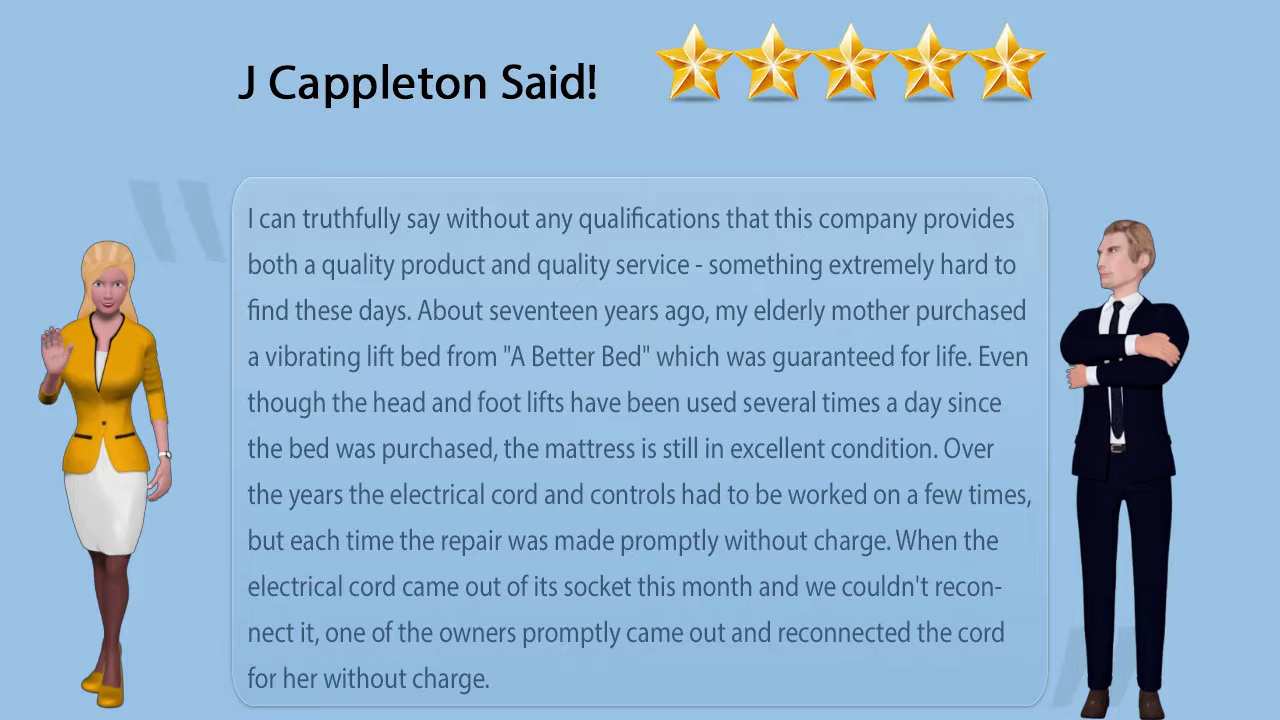 J Cappleton Said!
I can truthfully say without any qualifications that this company provides
both a quality product and quality service - something extremely hard to
find these days. About seventeen years ago, my elderly mother purchased
a vibrating lift bed from "A Better Bed" which was guaranteed for life. Even
though the head and foot lifts have been used several times a day since
the bed was purchased, the mattress is still in excellent condition. Over
the years the electrical cord and controls had to be worked on a few times,
but each time the repair was made promptly without charge. When the
electrical cord came out of its socket this month and we couldn't recon-
nect it, one of the owners promptly came out and reconnected the cord
for her without charge.